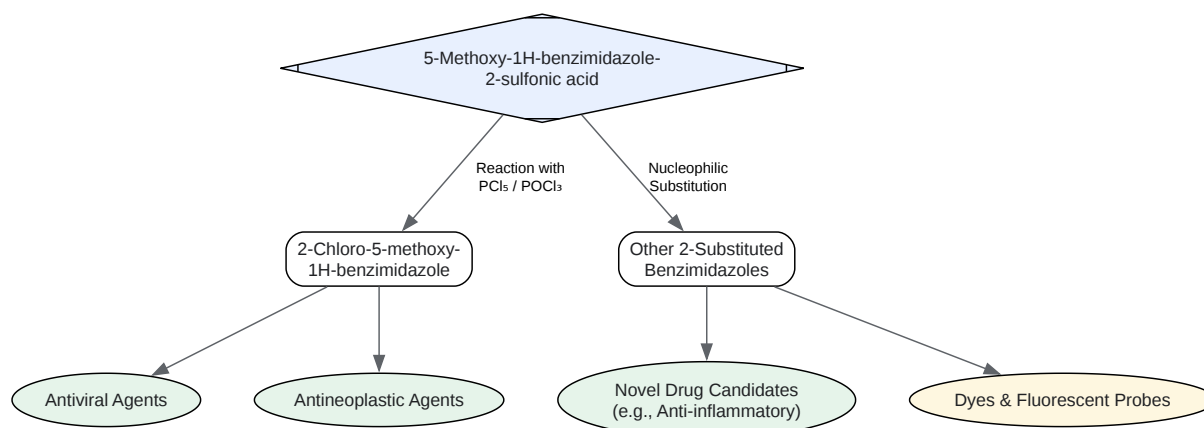 5-Methoxy-1H-benzimidazole-
2-sulfonic acid
Reaction with
PCl₅ / POCl₃
Nucleophilic
Substitution
2-Chloro-5-methoxy-
1H-benzimidazole
Other 2-Substituted
Benzimidazoles
Antiviral Agents
Antineoplastic Agents
Novel Drug Candidates
(e.g., Anti-inflammatory)
Dyes & Fluorescent Probes